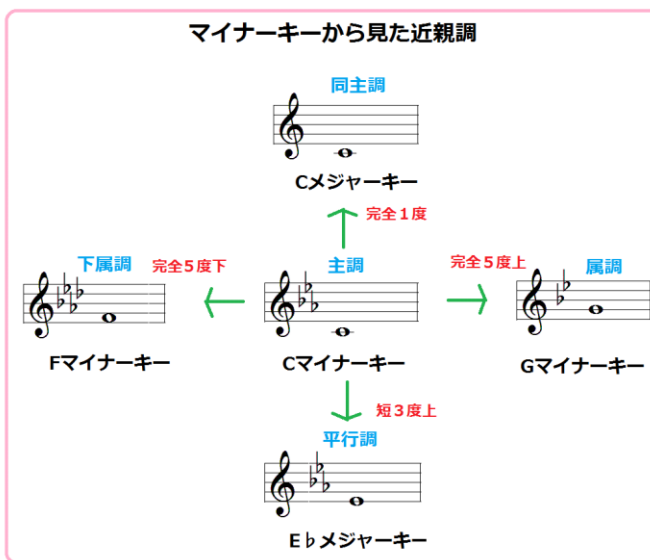 マイナーキーから見た近親調
同主調
Cメジャーキー
完全１度
下属調
完全５度下
主調
完全５度上
属調
Fマイナーキー
Cマイナーキー
Gマイナーキー
短３度上
平行調
E♭メジャーキー